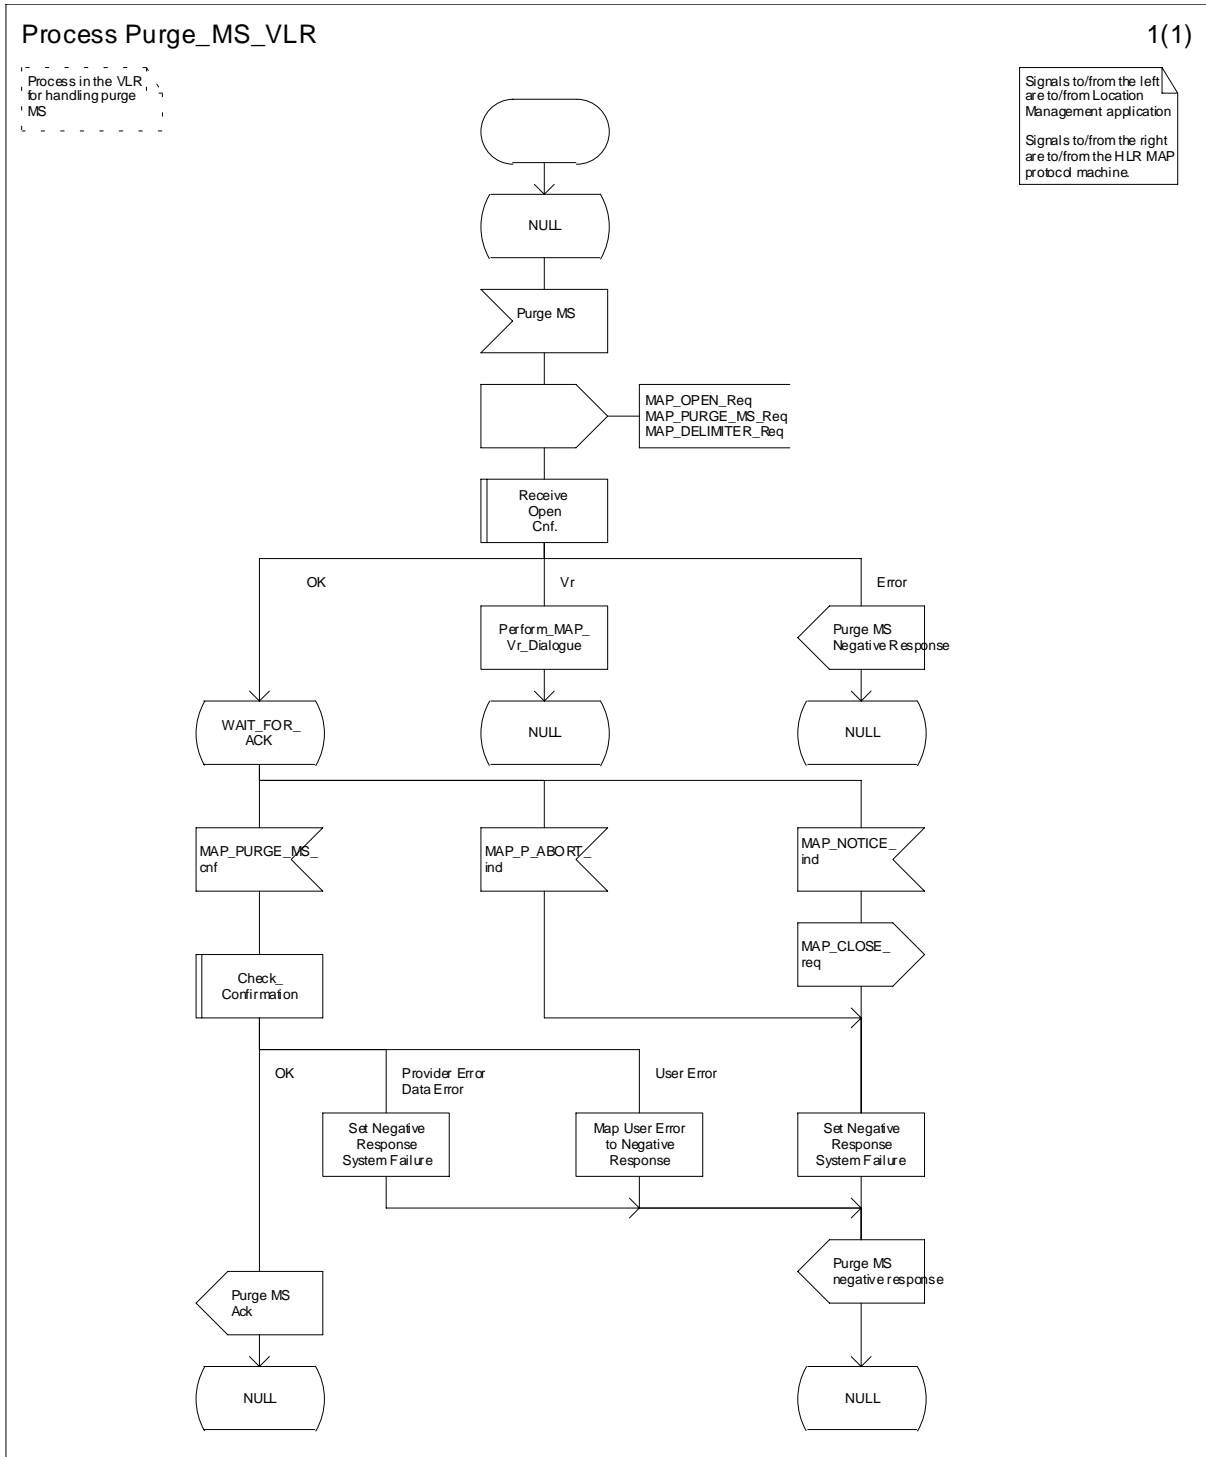 Process Purge_MS_VLR
1(1)
Process in the VLR
for handling purge
MS
Signals to/from the left
are to/from Location
Management application
Signals to/from the right
are to/from the HLR MAP
protocol machine.
NULL
Purge MS
MAP_OPEN_Req
MAP_PURGE_MS_Req
MAP_DELIMITER_Req
Receive
Open
Cnf.
OK
Vr
Error
Perform_MAP_
Vr_Dialogue
Purge MS
Negative Response
WAIT_FOR_
ACK
NULL
NULL
MAP_PURGE_MS_
cnf
MAP_P_ABORT_
ind
MAP_NOTICE_
ind
MAP_CLOSE_
req
Check_
Confirmation
OK
Provider Error
Data Error
User Error
Set Negative
Response
System Failure
Map User Error
to Negative
Response
Set Negative
Response
System Failure
Purge MS
negative response
Purge MS
Ack
NULL
NULL